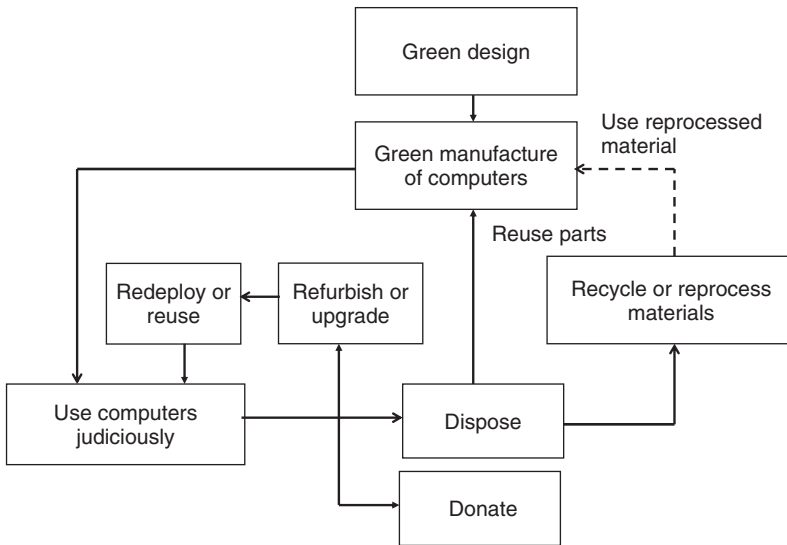 Green design
Green manufacture
of computers
Use reprocessed
material
Reuse parts
Redeploy or
reuse
Refurbish or
upgrade
Recycle or reprocess
materials
Use computers
judiciously
Dispose
Donate